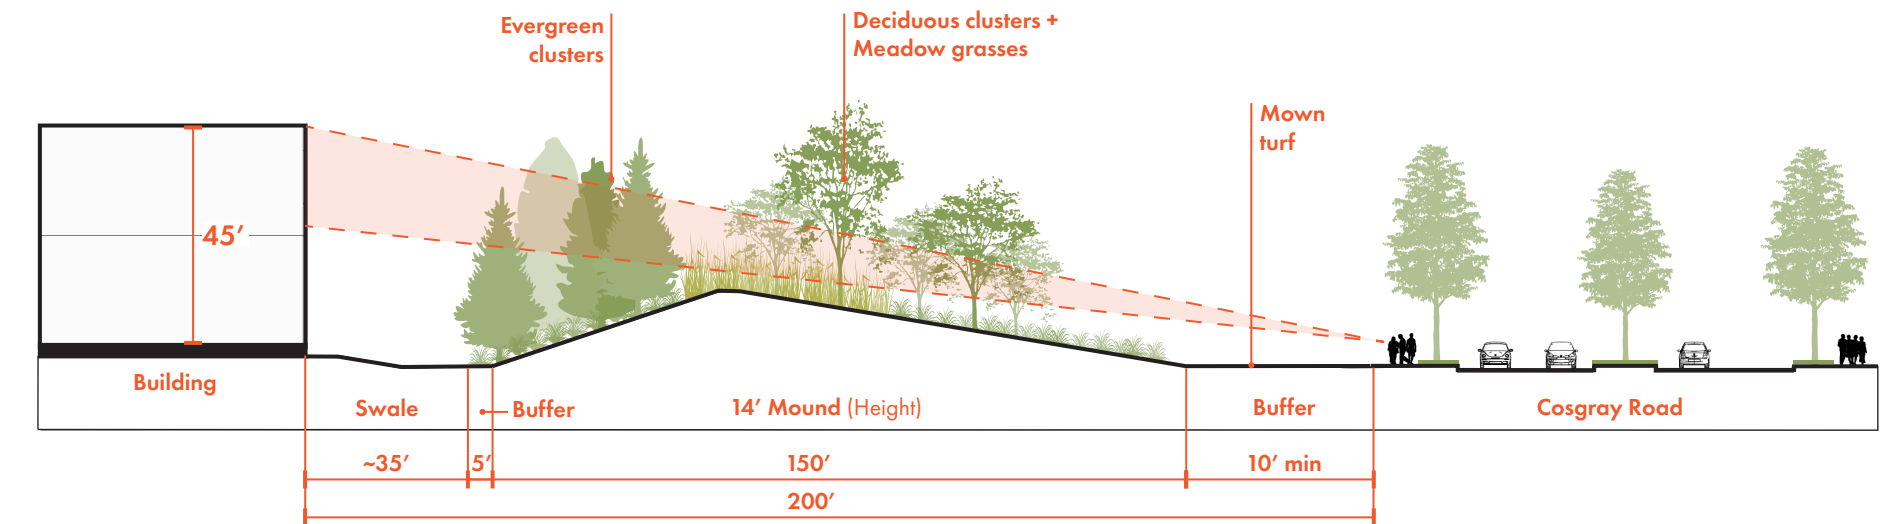 Evergreen
clusters
Deciduous clusters +
Meadow grasses
Mown
turf
45′
Building
Swale
Buffer
14′ Mound (Height)
Buffer
Cosgray Road
~35′
5′
150′
10′ min
200′